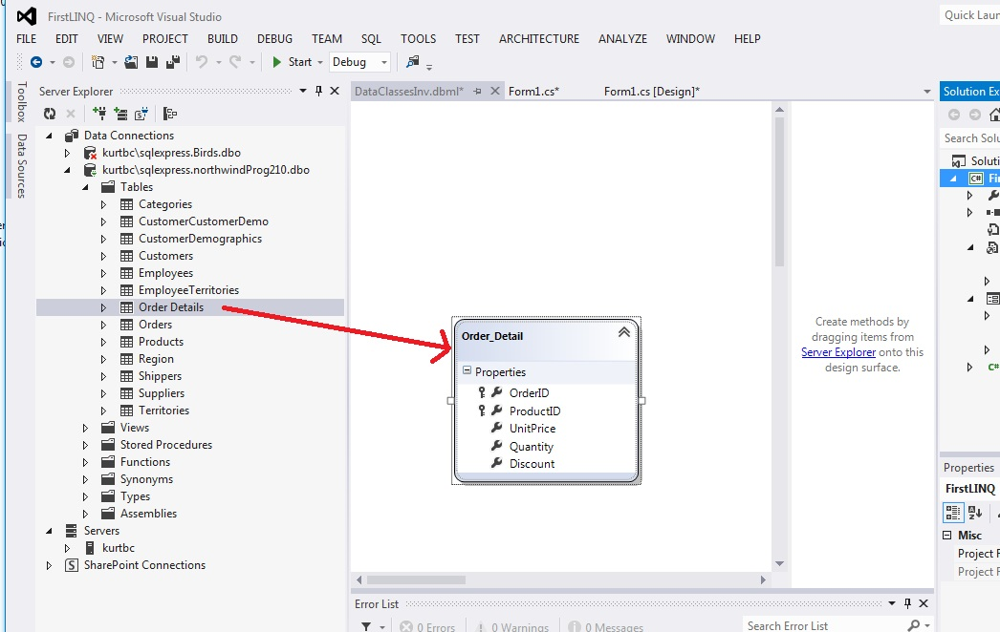 FirstLINQ - Microsoft Visual Studio
Quick Laun
FILE EDIT VIEW PROJECT BUILD DEBUG TEAM SQL TOOLS TEST ARCHITECTURE ANALYZE WINDOW HELP
Start Debug
Toolbox
Data Sources
Server Explorer
Data Connections
kurtbc\sqlexpress.Birds.dbo
kurtbc\sqlexpress.northwindProg210.dbo
Tables
Categories
CustomerCustomerDemo
CustomerDemographics
Customers
Employees
EmployeeTerritories
Order Details
Orders
Products
Region
Shippers
Suppliers
Territories
Views
Stored Procedures
Functions
Synonyms
Types
Assemblies
Servers
kurtbc
SharePoint Connections
DataClassesInv.dbml* Form1.cs* Form1.cs [Design]*
Order_Detail
Properties
OrderID
ProductID
UnitPrice
Quantity
Discount
Create methods by
dragging items from
Server Explorer onto this
design surface.
Error List
0 Errors 0 Warnings 0 Messages
Search Error List
Solution Ex
Search Solu
Soluti
C# Fi
C#
Properties
FirstLINQ
Misc
Project F
Project F